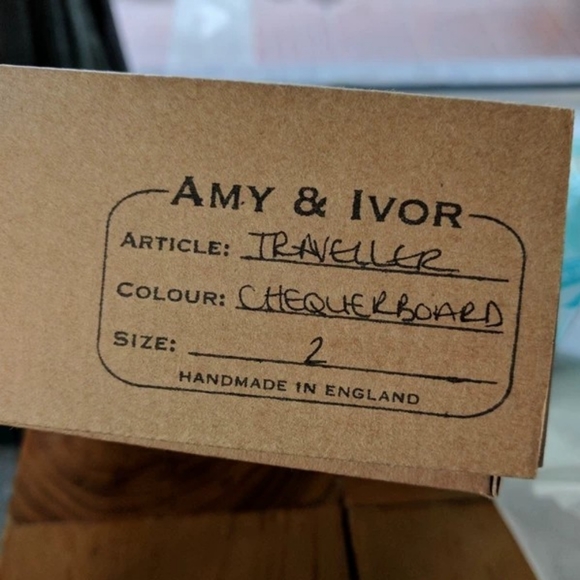 AMY & IVOR
ARTICLE: TRAVELLER
COLOUR: CHEQUERBOARD
SIZE: 2
HANDMADE IN ENGLAND